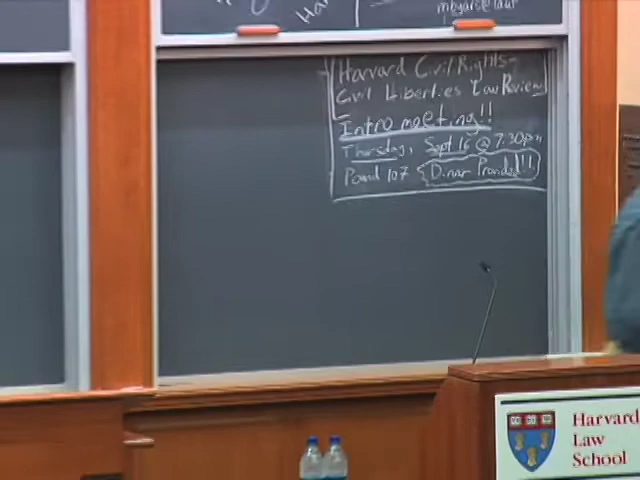 Harvard Civil Rights-
Civil Liberties Law Review
Intro meeting!!
Thursday, Sept 16 @ 7:30pm
Pound 107 Dinner Provided!!!
Harvard
Law
School